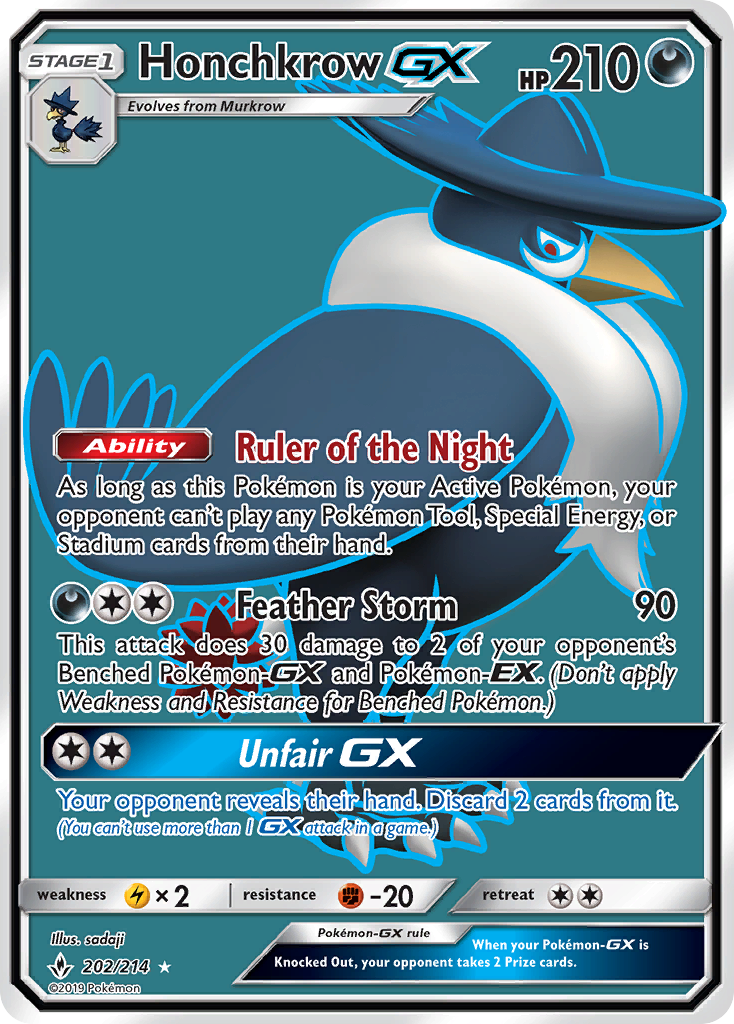 STAGE1 Honchkrow GX HP210
Evolves from Murkrow
Ability Ruler of the Night
As long as this Pokémon is your Active Pokémon, your
opponent can't play any Pokémon Tool, Special Energy, or
Stadium cards from their hand.
Feather Storm 90
This attack does 30 damage to 2 of your opponent's
Benched Pokémon-GX and Pokémon-EX. (Don't apply
Weakness and Resistance for Benched Pokémon.)
Unfair GX
Your opponent reveals their hand. Discard 2 cards from it.
(You can't use more than 1 GX attack in a game.)
weakness ×2 resistance -20 retreat
Illus. sadaji
202/214
©2019 Pokémon
Pokémon-GX rule
When your Pokémon-GX is
Knocked Out, your opponent takes 2 Prize cards.